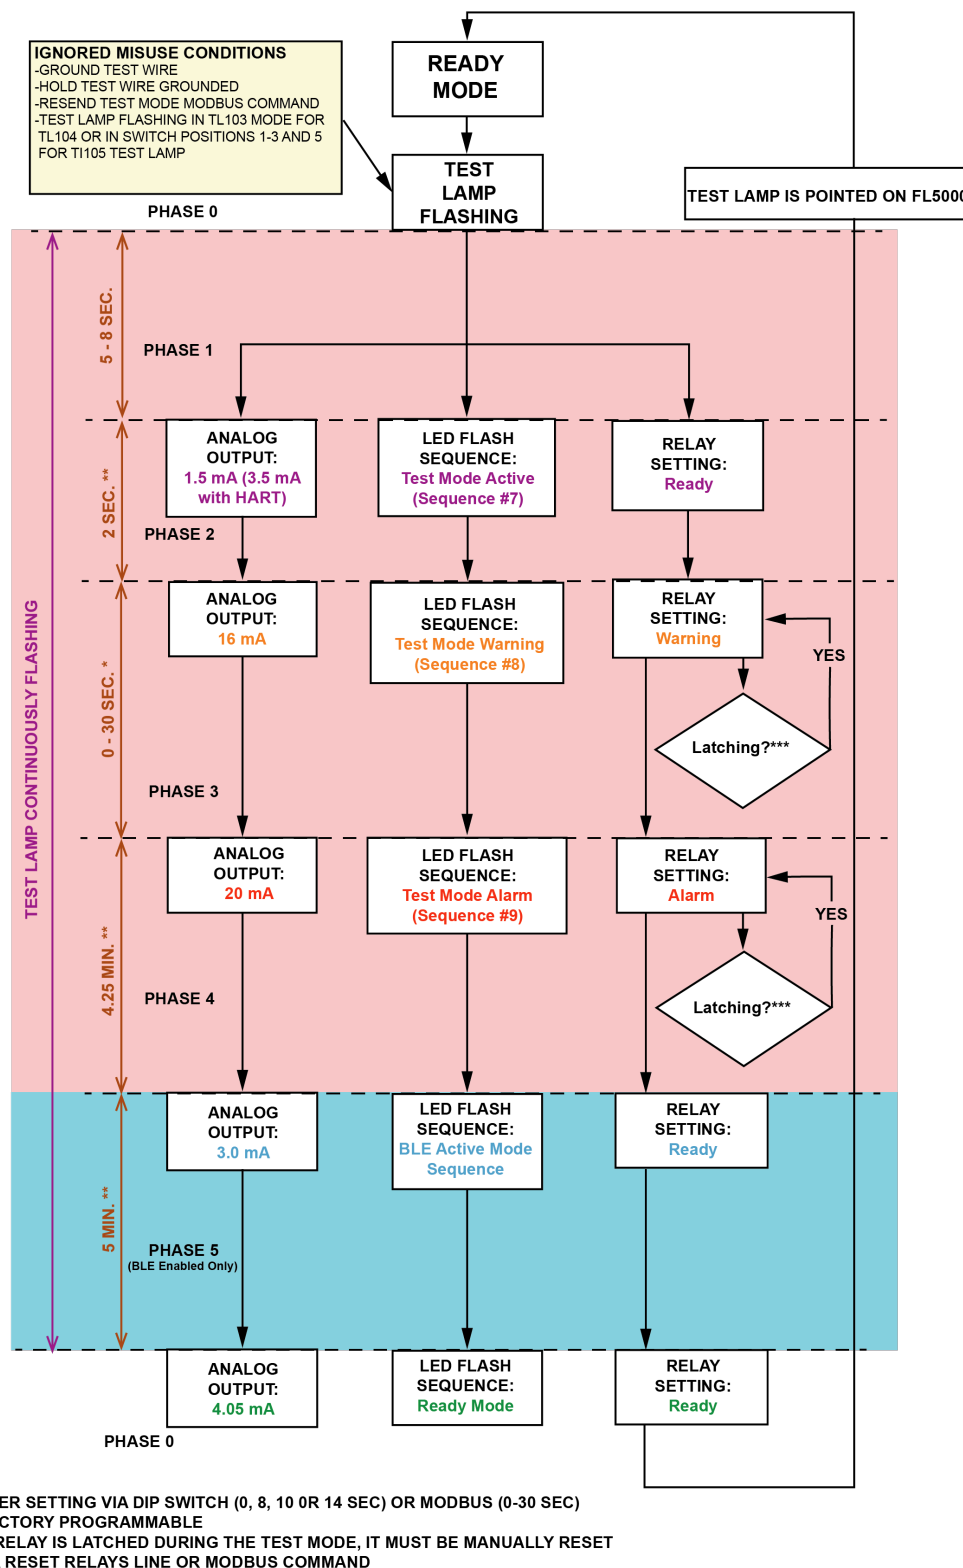 IGNORED MISUSE CONDITIONS
-GROUND TEST WIRE
-HOLD TEST WIRE GROUNDED
-RESEND TEST MODE MODBUS COMMAND
-TEST LAMP FLASHING IN TL103 MODE FOR
TL104 OR IN SWITCH POSITIONS 1-3 AND 5
FOR Tl105 TEST LAMP
READY
MODE
TEST
LAMP
FLASHING
TEST LAMP IS POINTED ON FL5000
PHASE 0
TEST LAMP CONTINUOUSLY FLASHING
5 - 8 SEC.
PHASE 1
2 SEC. **
ANALOG
OUTPUT:
1.5 mA (3.5 mA
with HART)
LED FLASH
SEQUENCE:
Test Mode Active
(Sequence #7)
RELAY
SETTING:
Ready
PHASE 2
0 - 30 SEC. *
ANALOG
OUTPUT:
16 mA
LED FLASH
SEQUENCE:
Test Mode Warning
(Sequence #8)
RELAY
SETTING:
Warning
YES
Latching?***
PHASE 3
4.25 MIN. **
ANALOG
OUTPUT:
20 mA
LED FLASH
SEQUENCE:
Test Mode Alarm
(Sequence #9)
RELAY
SETTING:
Alarm
YES
Latching?***
PHASE 4
5 MIN. **
ANALOG
OUTPUT:
3.0 mA
LED FLASH
SEQUENCE:
BLE Active Mode
Sequence
RELAY
SETTING:
Ready
PHASE 5
(BLE Enabled Only)
ANALOG
OUTPUT:
4.05 mA
LED FLASH
SEQUENCE:
Ready Mode
RELAY
SETTING:
Ready
PHASE 0
SETTING VIA DIP SWITCH (0, 8, 10 0R 14 SEC) OR MODBUS (0-30 SEC)
PROGRAMMABLE
RELAY IS LATCHED DURING THE TEST MODE, IT MUST BE MANUALLY RESET
RESET RELAYS LINE OR MODBUS COMMAND